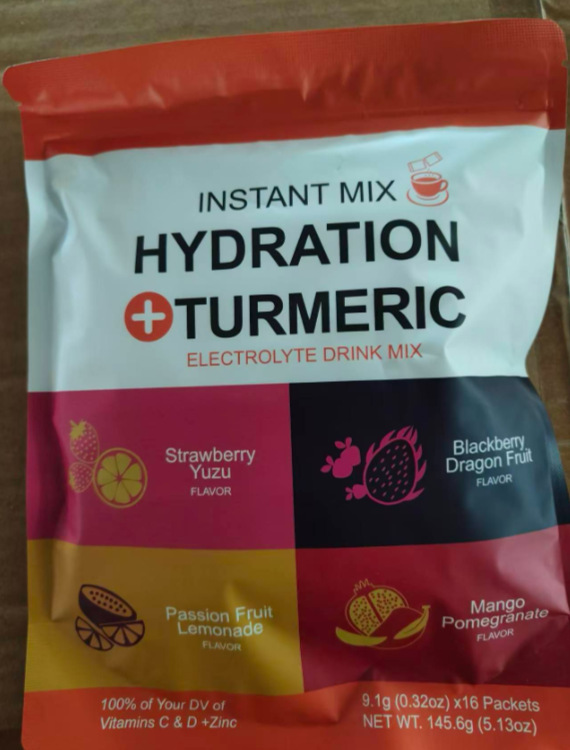 INSTANT MIX
HYDRATION
+TURMERIC
ELECTROLYTE DRINK MIX
Strawberry
Yuzu
FLAVOR
Blackberry
Dragon Fruit
FLAVOR
Passion Fruit
Lemonade
FLAVOR
Mango
Pomegranate
FLAVOR
100% of Your DV of
Vitamins C & D +Zinc
9.1g (0.32oz) x16 Packets
NET WT. 145.6g (5.13oz)